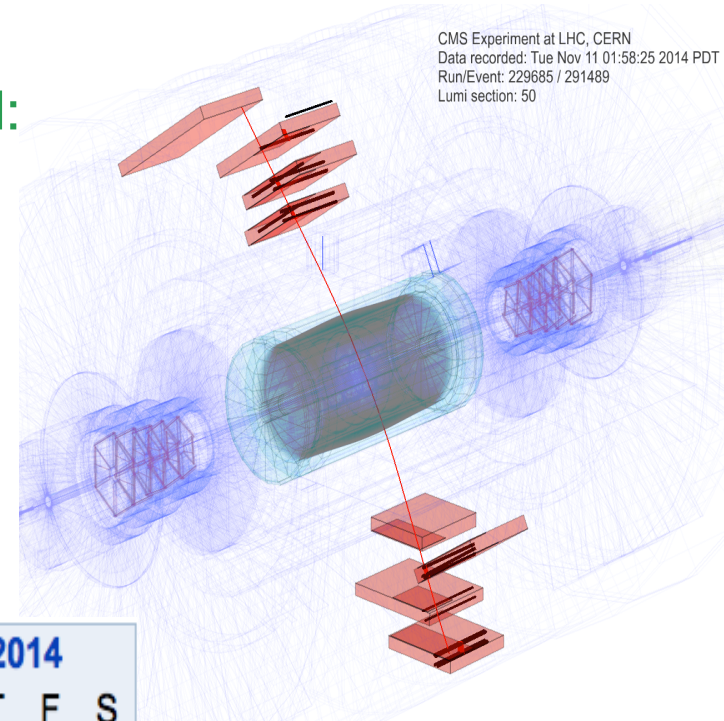 CMS Experiment at LHC, CERN
Data recorded: Tue Nov 11 01:58:25 2014 PDT
Run/Event: 229685 / 291489
Lumi section: 50
:
2014
F S